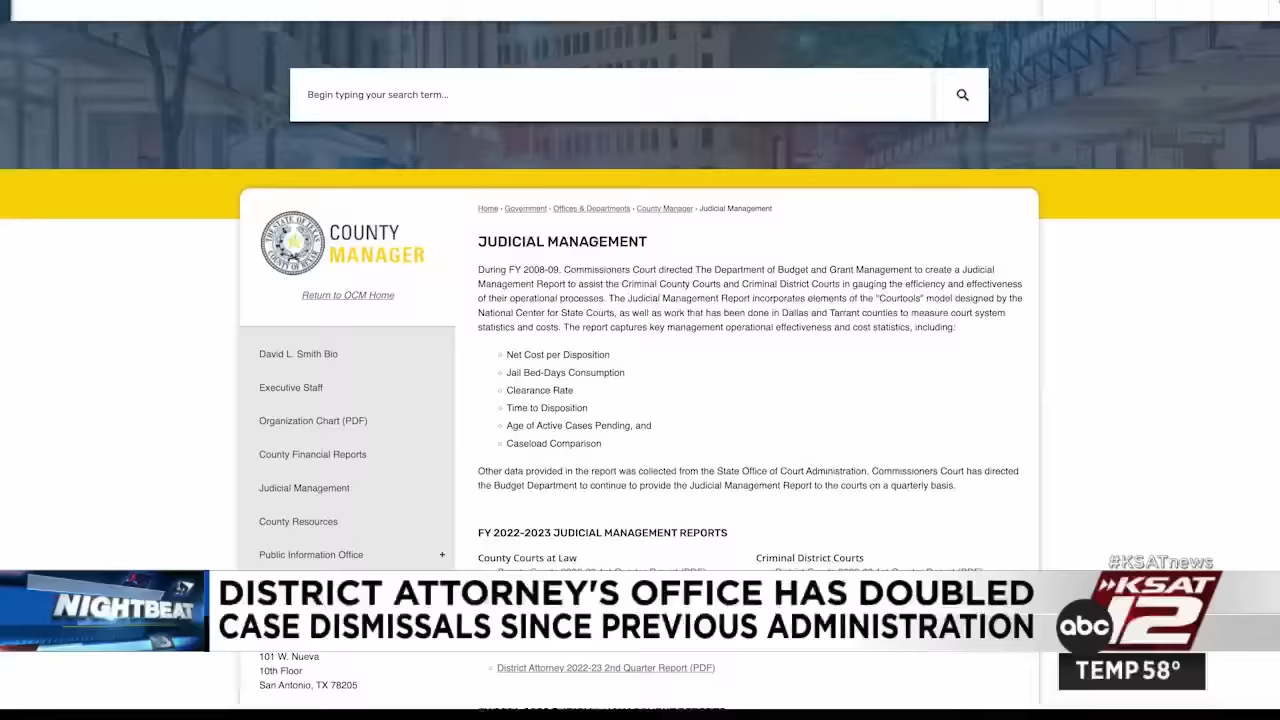 Begin typing your search term...
COUNTY
MANAGER
Return to OCM Home
David L. Smith Bio
Executive Staff
Organization Chart (PDF)
County Financial Reports
Judicial Management
County Resources
Public Information Office +
Home • Government • Offices & Departments • County Manager • Judicial Management
JUDICIAL MANAGEMENT
During FY 2008-09, Commissioners Court directed The Department of Budget and Grant Management to create a Judicial
Management Report to assist the Criminal County Courts and Criminal District Courts in gauging the efficiency and effectiveness
of their operational processes. The Judicial Management Report incorporates elements of the "Courtools" model designed by the
National Center for State Courts, as well as work that has been done in Dallas and Tarrant counties to measure court system
statistics and costs. The report captures key management operational effectiveness and cost statistics, including:
Net Cost per Disposition
Jail Bed-Days Consumption
Clearance Rate
Time to Disposition
Age of Active Cases Pending, and
Caseload Comparison
Other data provided in the report was collected from the State Office of Court Administration. Commissioners Court has directed
the Budget Department to continue to provide the Judicial Management Report to the courts on a quarterly basis.
FY 2022-2023 JUDICIAL MANAGEMENT REPORTS
County Courts at Law
Criminal District Courts
#KSATnews
NIGHTBEAT
DISTRICT ATTORNEY'S OFFICE HAS DOUBLED
CASE DISMISSALS SINCE PREVIOUS ADMINISTRATION
KSAT
abc 12
TEMP 58°
101 W. Nueva
10th Floor
San Antonio, TX 78205
District Attorney 2022-23 2nd Quarter Report (PDF)